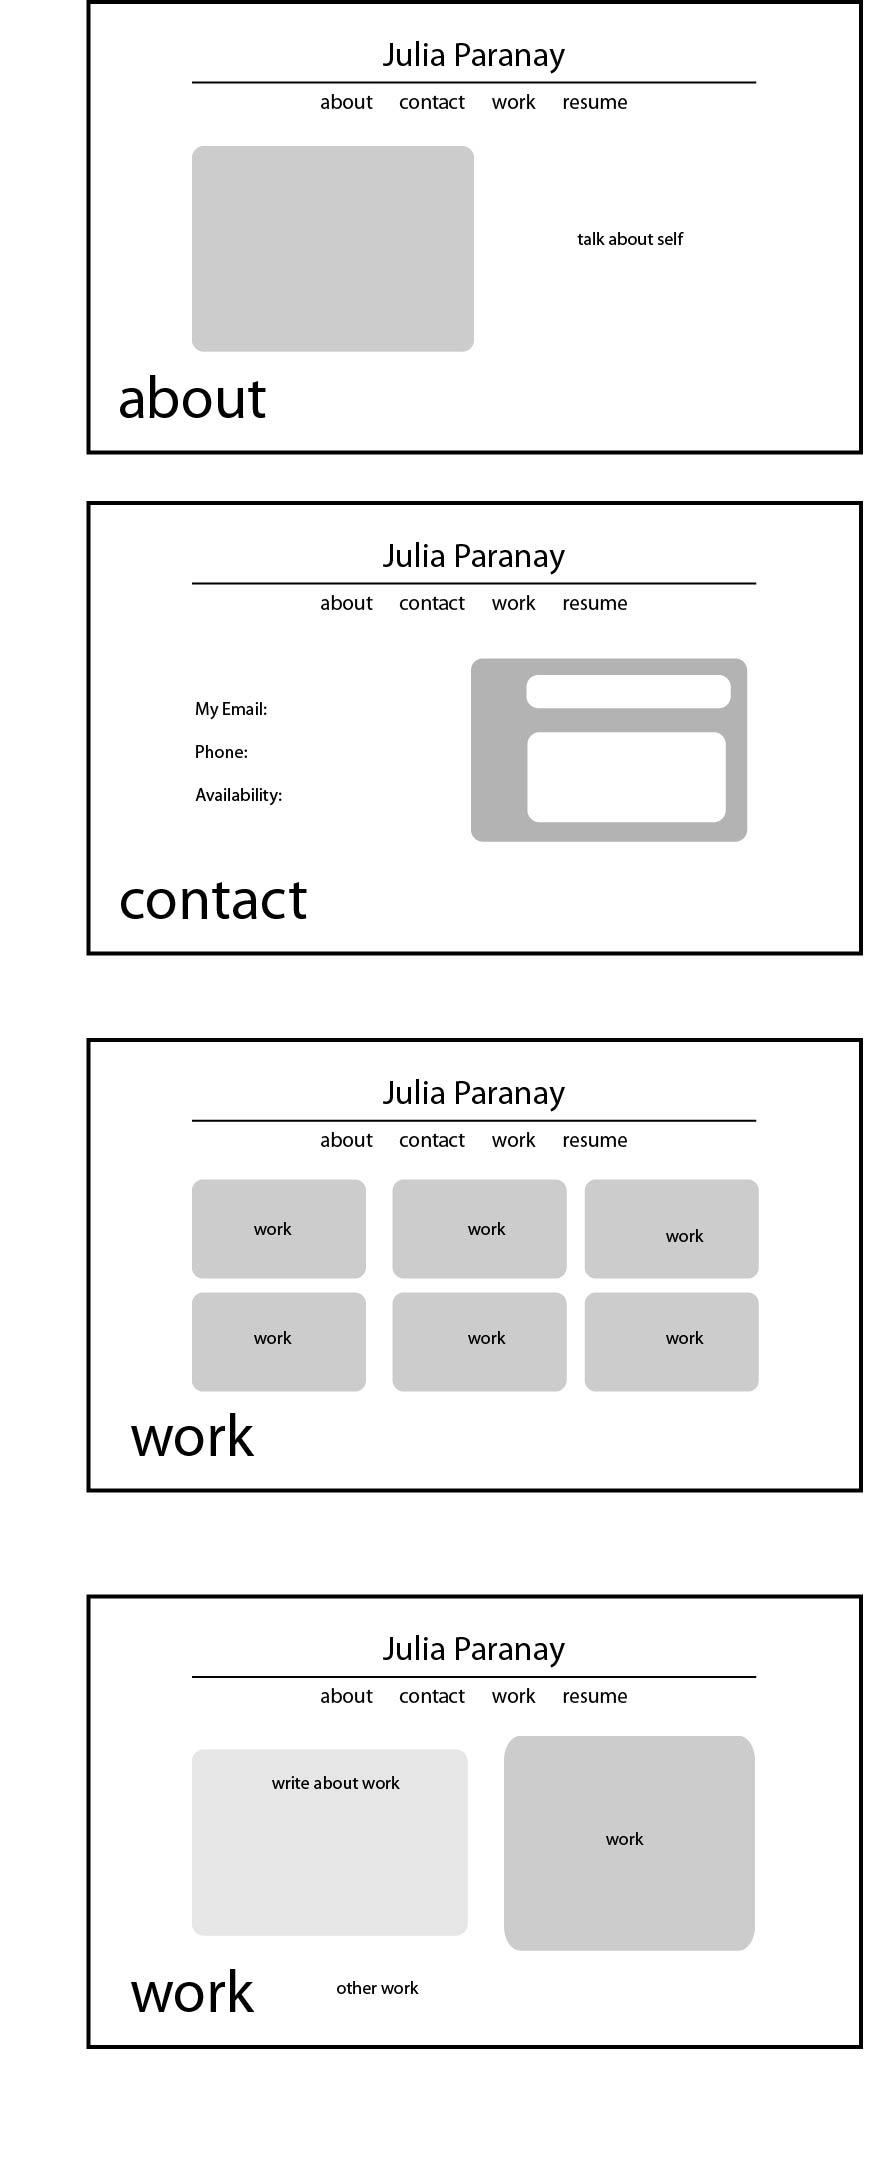 Julia Paranay
about contact work resume
talk about self
about
Julia Paranay
about contact work resume
My Email:
Phone:
Availability:
contact
Julia Paranay
about contact work resume
work work work
work work work
work
Julia Paranay
about contact work resume
write about work
work
work
other work